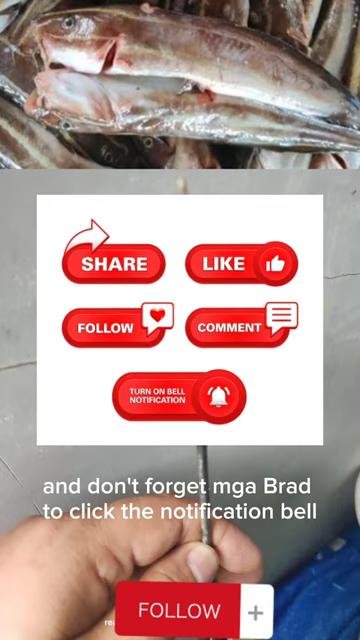 SHARE
LIKE
FOLLOW
COMMENT
TURN ON BELL
NOTIFICATION
and don't forget mga Brad
to click the notification bell
FOLLOW +